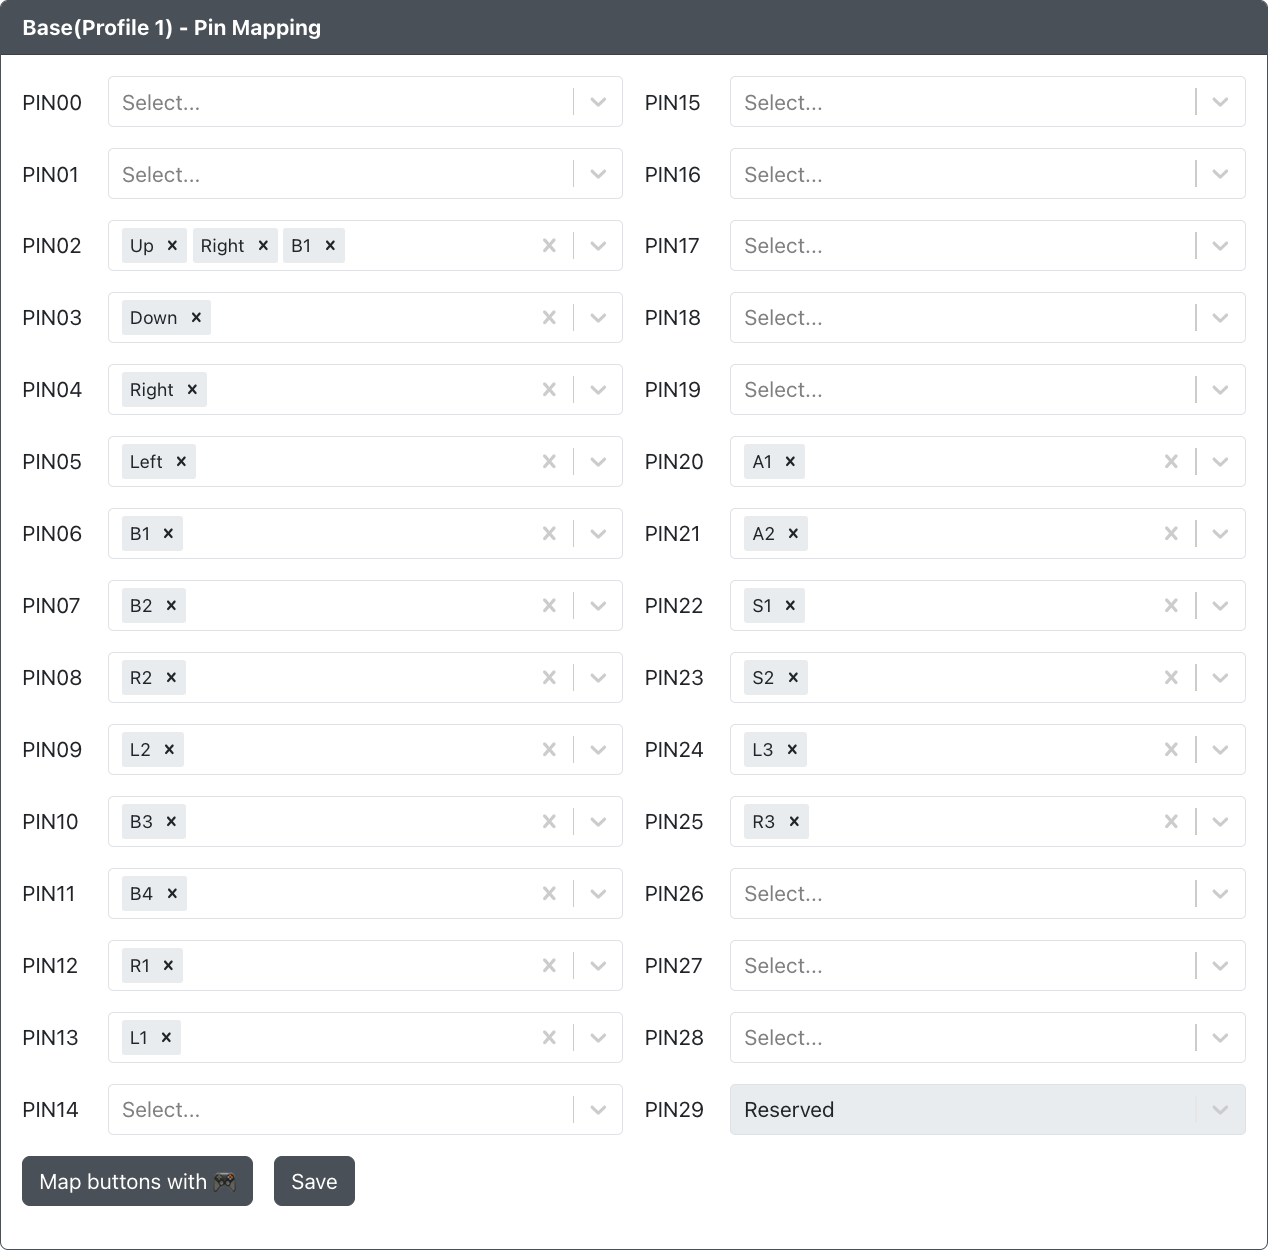 Base(Profile 1) - Pin Mapping
PIN00 Select...
PIN01 Select...
PIN02 Up Right B1
PIN03 Down
PIN04 Right
PIN05 Left
PIN06 B1
PIN07 B2
PIN08 R2
PIN09 L2
PIN10 B3
PIN11 B4
PIN12 R1
PIN13 L1
PIN14 Select...
PIN15 Select...
PIN16 Select...
PIN17 Select...
PIN18 Select...
PIN19 Select...
PIN20 A1
PIN21 A2
PIN22 S1
PIN23 S2
PIN24 L3
PIN25 R3
PIN26 Select...
PIN27 Select...
PIN28 Select...
PIN29 Reserved
Map buttons with 🎮
Save